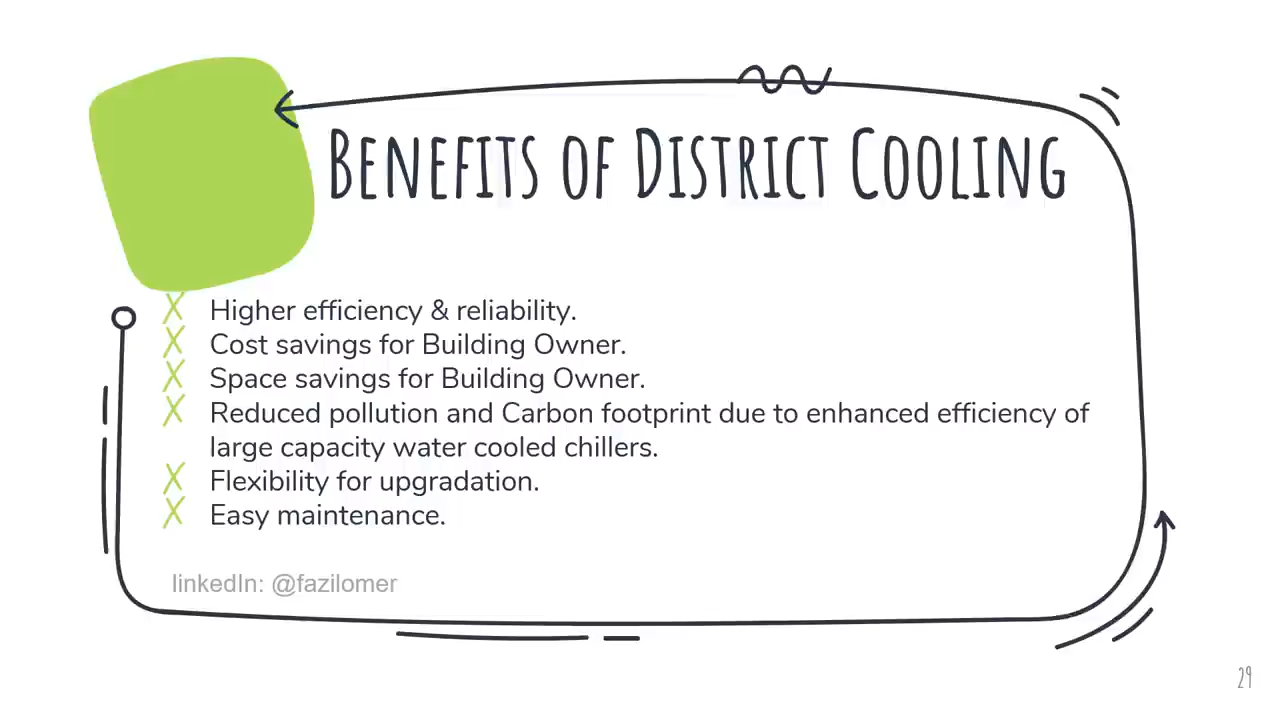 Benefits of District Cooling
X Higher efficiency & reliability.
X Cost savings for Building Owner.
X Space savings for Building Owner.
X Reduced pollution and Carbon footprint due to enhanced efficiency of
large capacity water cooled chillers.
X Flexibility for upgradation.
X Easy maintenance.
linkedIn: @fazilomer
29